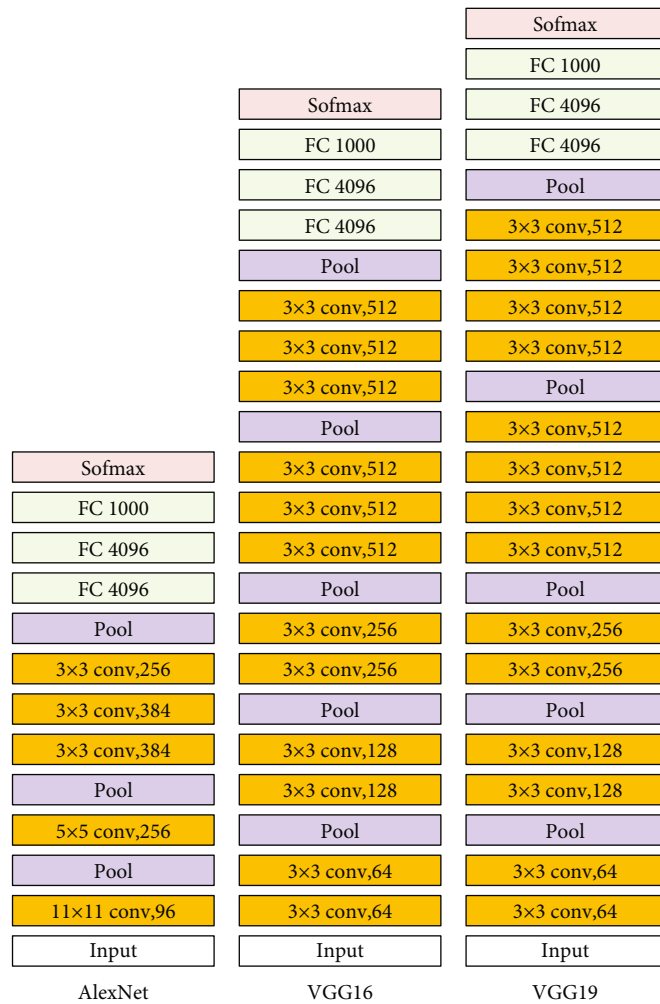 Sofmax
FC 1000
FC 4096
FC 4096
Pool
3×3 conv,256
3×3 conv,384
3×3 conv,384
Pool
5×5 conv,256
Pool
11×11 conv,96
Input
AlexNet
Sofmax
FC 1000
FC 4096
FC 4096
Pool
3×3 conv,512
3×3 conv,512
3×3 conv,512
Pool
3×3 conv,512
3×3 conv,512
3×3 conv,512
Pool
3×3 conv,256
3×3 conv,256
Pool
3×3 conv,128
3×3 conv,128
Pool
3×3 conv,64
3×3 conv,64
Input
VGG16
Sofmax
FC 1000
FC 4096
FC 4096
Pool
3×3 conv,512
3×3 conv,512
3×3 conv,512
3×3 conv,512
Pool
3×3 conv,512
3×3 conv,512
3×3 conv,512
3×3 conv,512
Pool
3×3 conv,256
3×3 conv,256
Pool
3×3 conv,128
3×3 conv,128
Pool
3×3 conv,64
3×3 conv,64
Input
VGG19